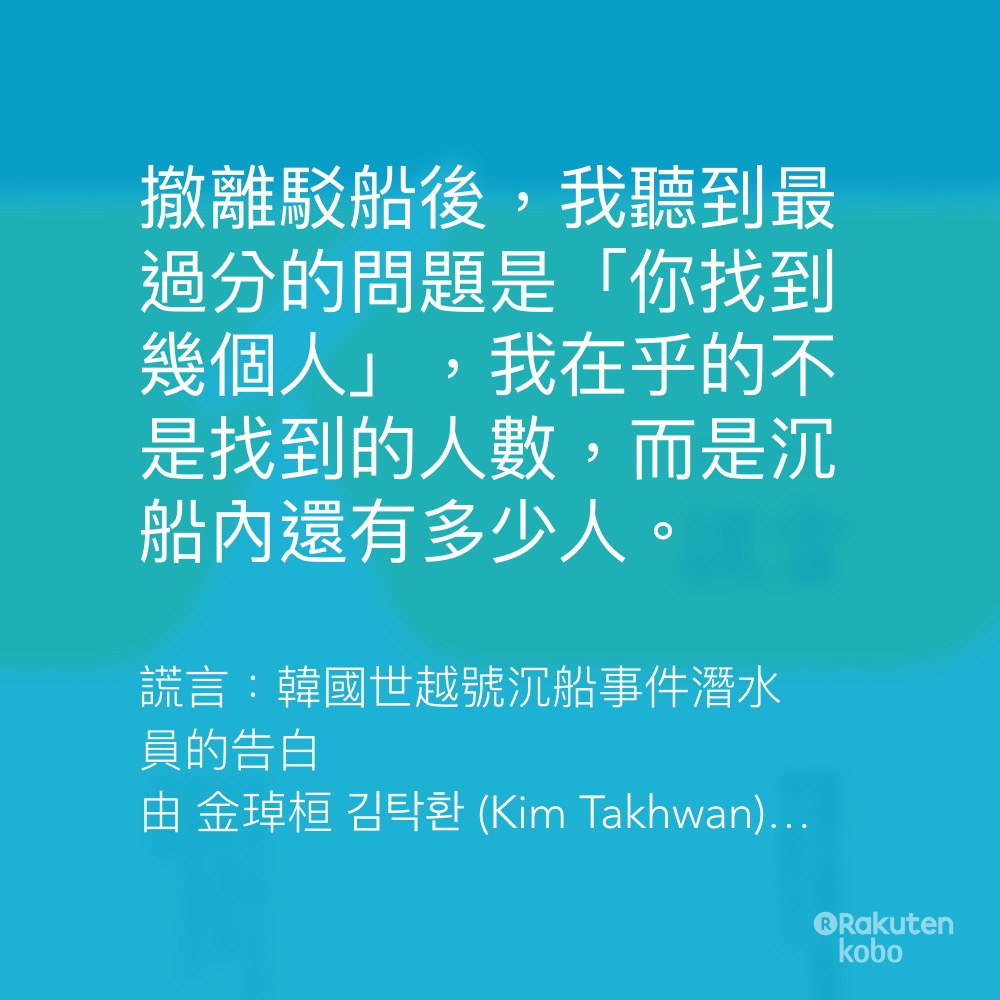 撤離駁船後，我聽到最
過分的問題是「你找到
幾個人」，我在乎的不
是找到的人數，而是沉
船內還有多少人。
謊言：韓國世越號沉船事件潛水
員的告白
由 金琸桓 김탁환 (Kim Takhwan)...
Rakuten
kobo